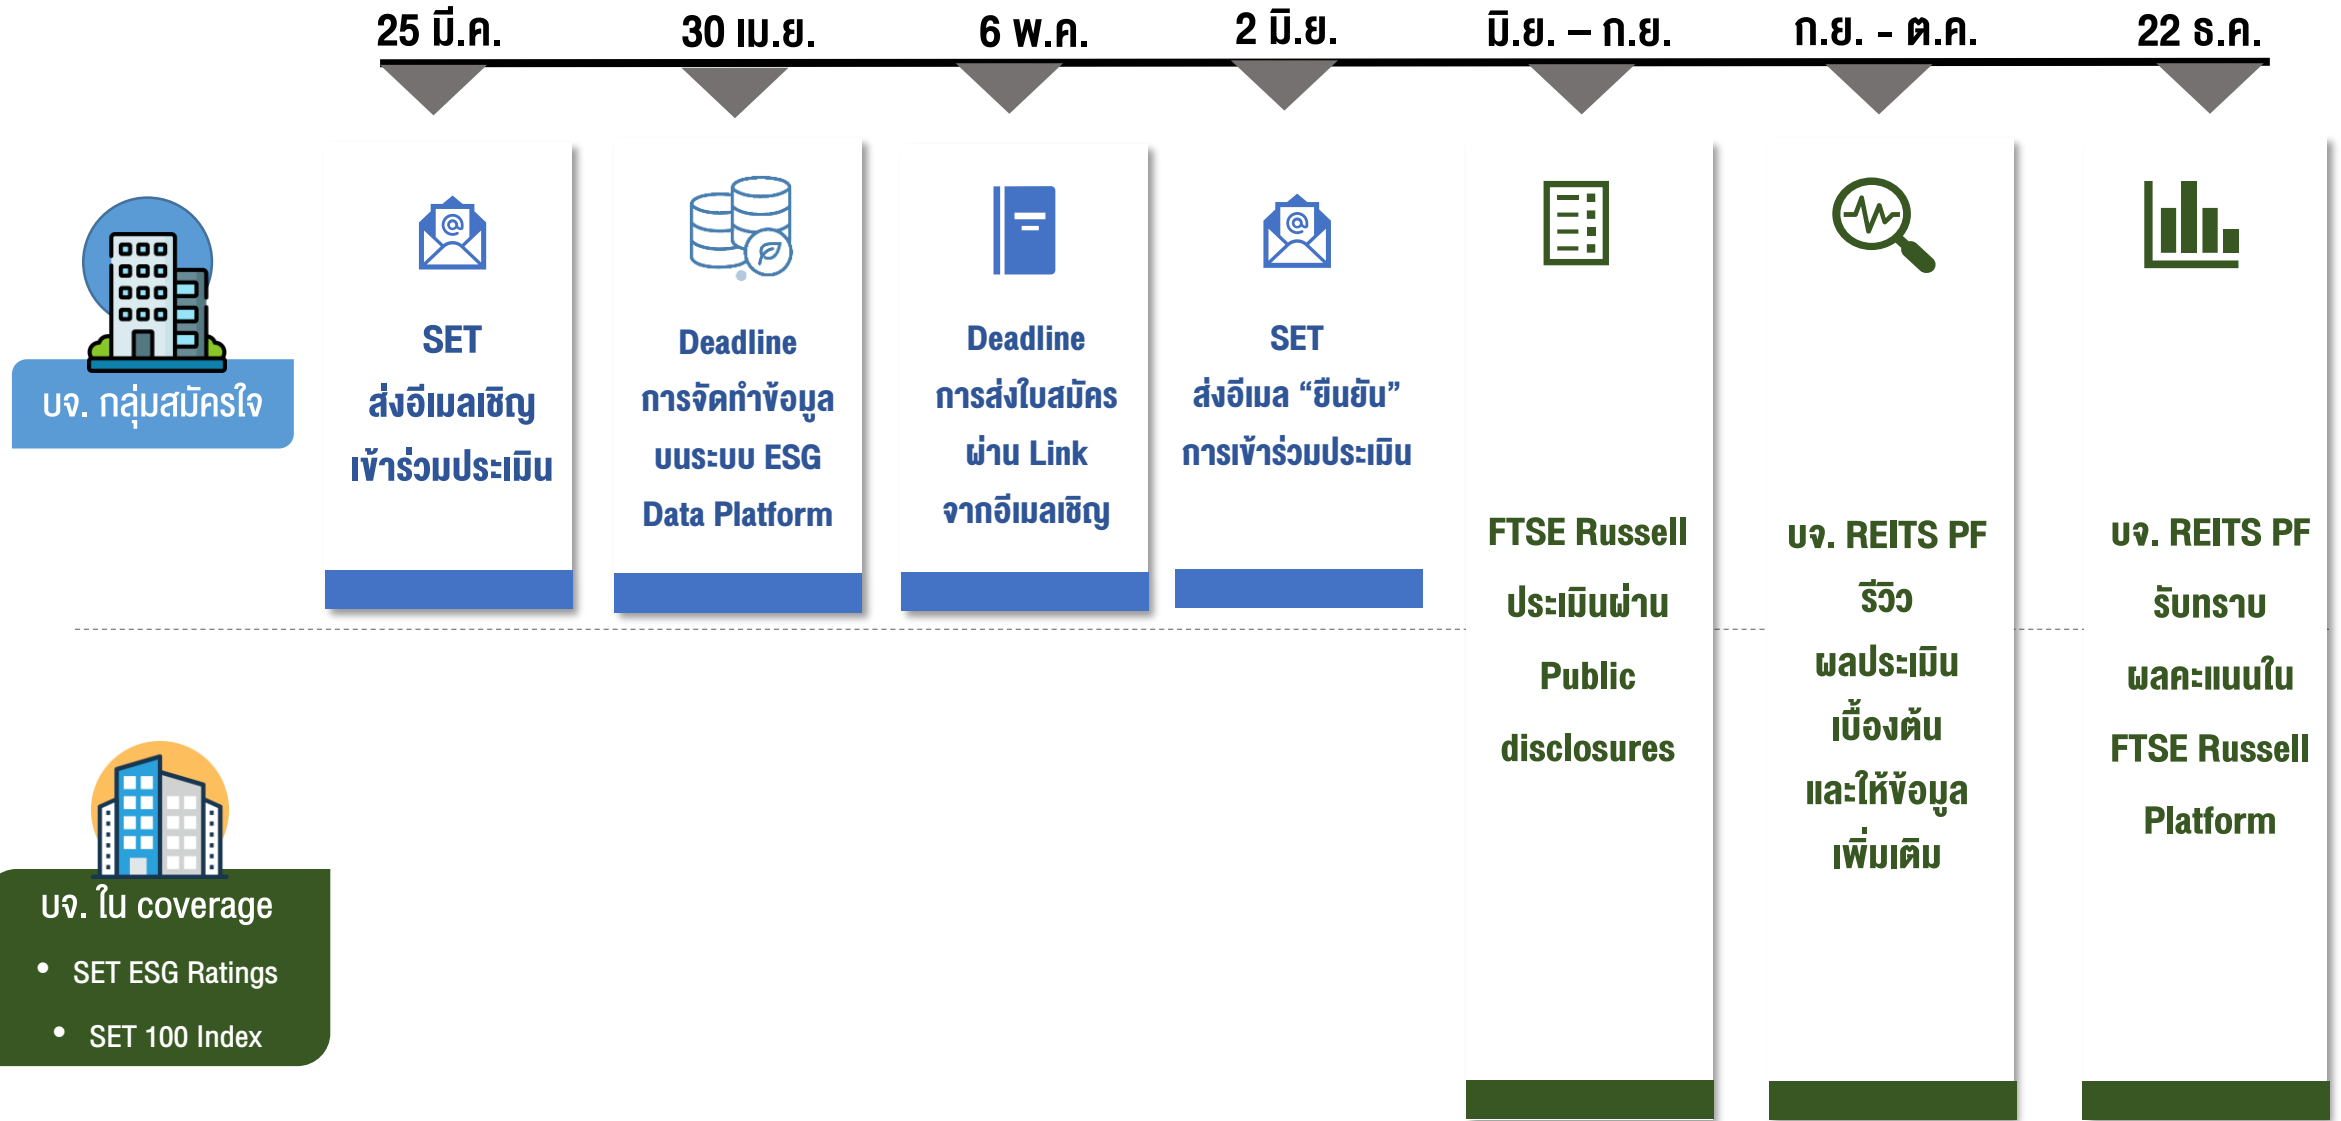 25 มี.ค.
30 เม.ย.
6 พ.ค.
2 มิ.ย.
มิ.ย. – ก.ย.
ก.ย. - ต.ค.
22 ธ.ค.
บจ. กลุ่มสมัครใจ
SET
ส่งอีเมลเชิญ
เข้าร่วมประเมิน
Deadline
การจัดทำข้อมูล
บนระบบ ESG
Data Platform
Deadline
การส่งใบสมัคร
ผ่าน Link
จากอีเมลเชิญ
SET
ส่งอีเมล “ยืนยัน”
การเข้าร่วมประเมิน
FTSE Russell
ประเมินผ่าน
Public
disclosures
บจ. REITS PF
รีวิว
ผลประเมิน
เบื้องต้น
และให้ข้อมูล
เพิ่มเติม
บจ. REITS PF
รับทราบ
ผลคะแนนใน
FTSE Russell
Platform
บจ. ใน coverage
• SET ESG Ratings
• SET 100 Index